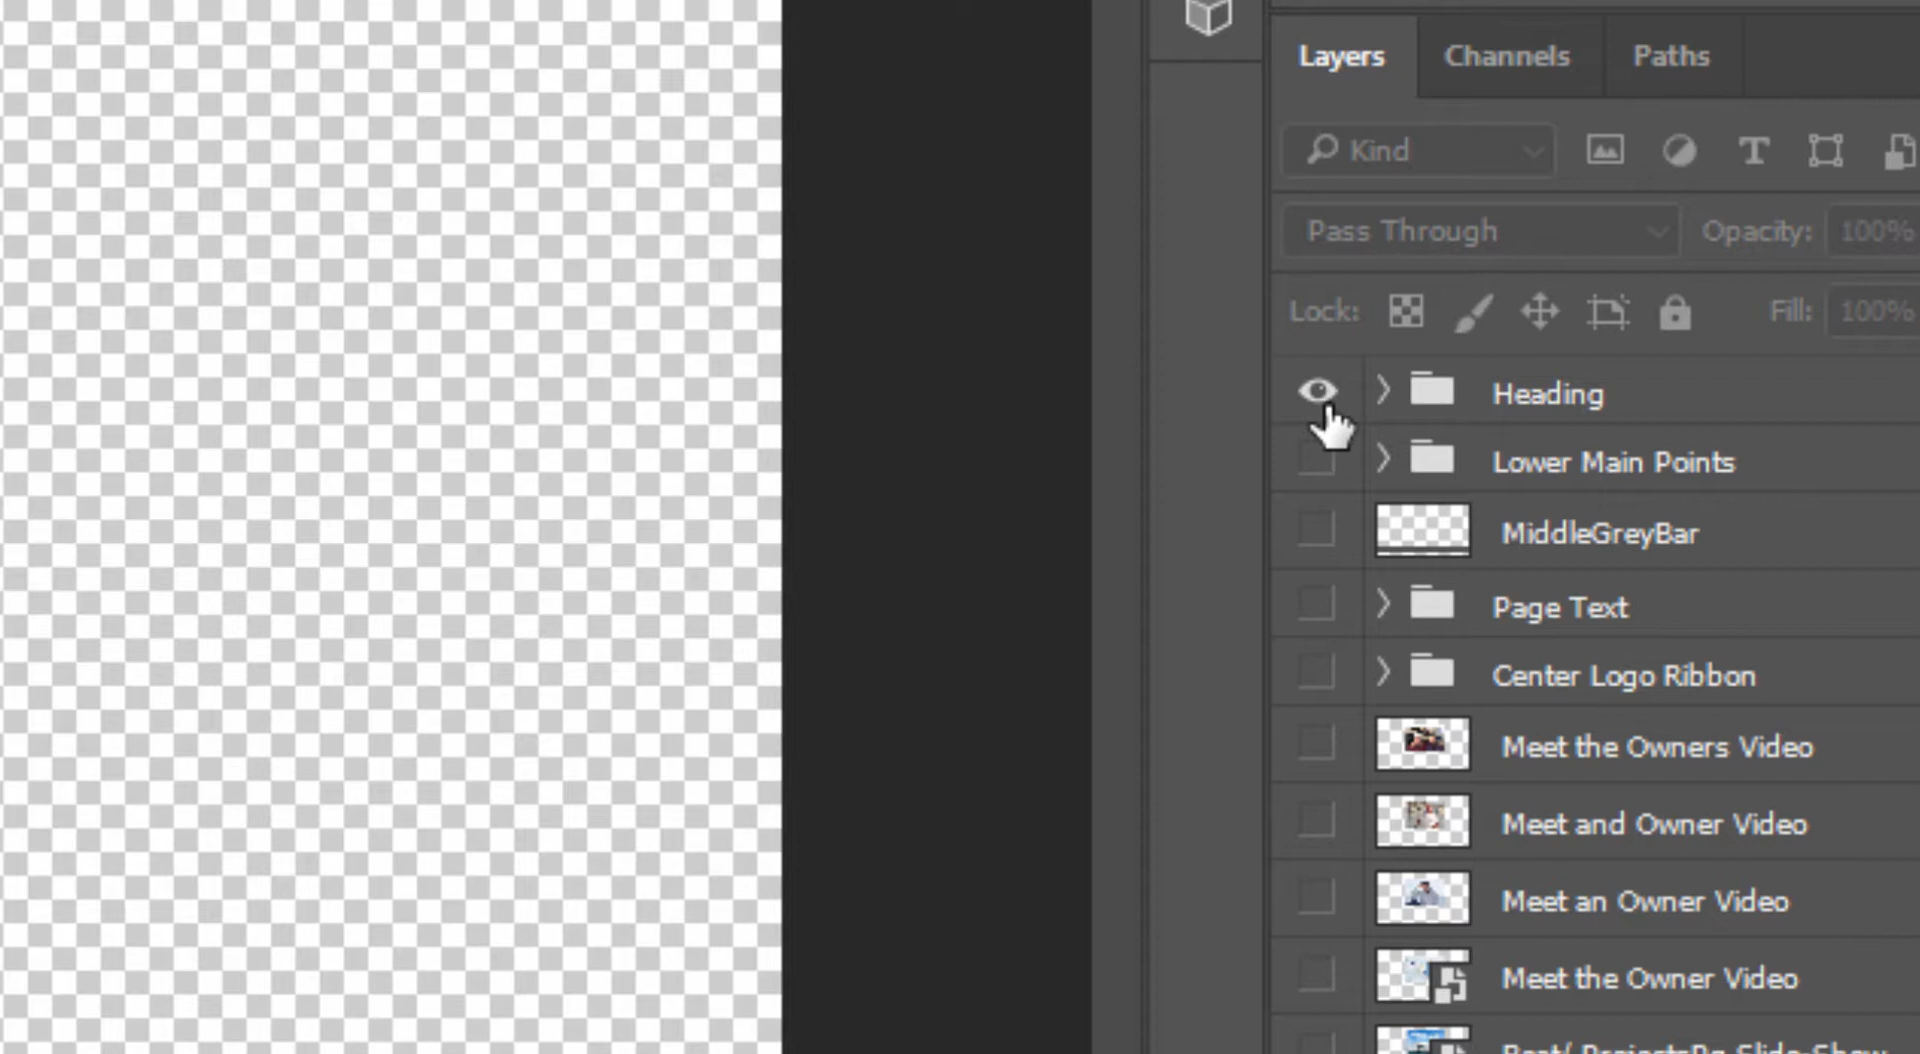 Layers Channels Paths
Kind
Pass Through Opacity: 100%
Lock: Fill: 100%
Heading
Lower Main Points
MiddleGreyBar
Page Text
Center Logo Ribbon
Meet the Owners Video
Meet and Owner Video
Meet an Owner Video
Meet the Owner Video